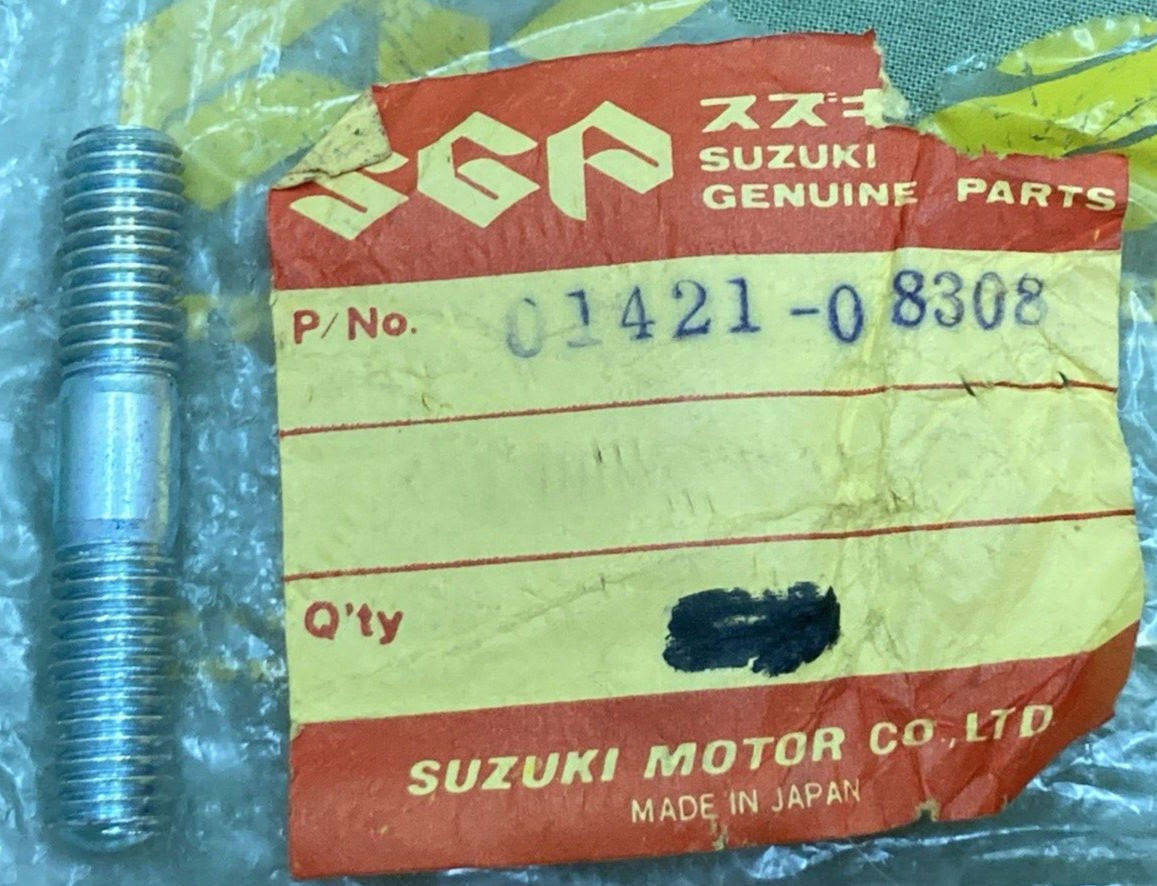 SGP スズキ
SUZUKI
GENUINE PARTS
P/No. 01421-08308
Q'ty
SUZUKI MOTOR CO.,LTD
MADE IN JAPAN